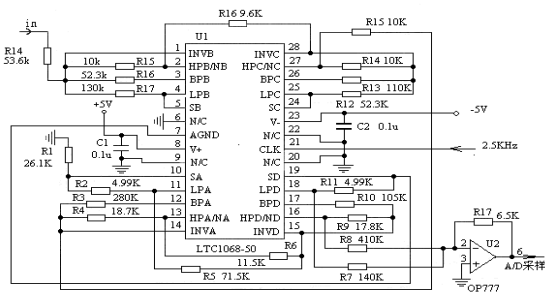 in
R16 9.6K
R15 10K
R14
53.6k
U1
10k
R15
52.3k
R16
130k
R17
1
2
3
4
5
6
7
8
9
10
11
12
13
14
INVB
HPB/NB
BPB
LPB
SB
N/C
AGND
V+
N/C
SA
LPA
BPA
HPA/NA
INVA
INVC
HPC/NC
BPC
LPC
SC
V-
N/C
CLK
N/C
SD
LPD
BPD
HPD/ND
INVD
28
27
26
25
24
23
22
21
20
19
18
17
16
15
LTC1068-50
R14 10K
R13 110K
R12 52.3K
-5V
C2 0.1u
2.5KHz
+5V
C1
0.1u
R1
26.1K
R2 4.99K
R3 280K
R4 18.7K
R11 4.99K
R10 105K
R9 17.8K
R8 410K
R7 140K
R6
11.5K
R5 71.5K
R17 6.5K
2
3
6
U2
A/D采样
OP777